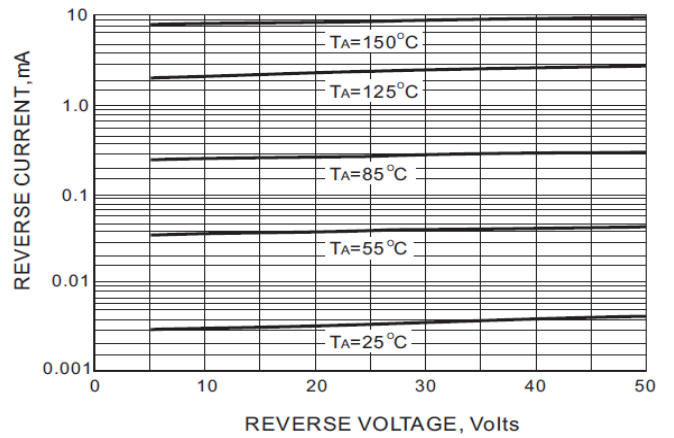 10
1.0
0.1
0.01
0.001
REVERSE CURRENT,mA
TA=150°C
TA=125°C
TA=85°C
TA=55°C
TA=25°C
0 10 20 30 40 50
REVERSE VOLTAGE, Volts